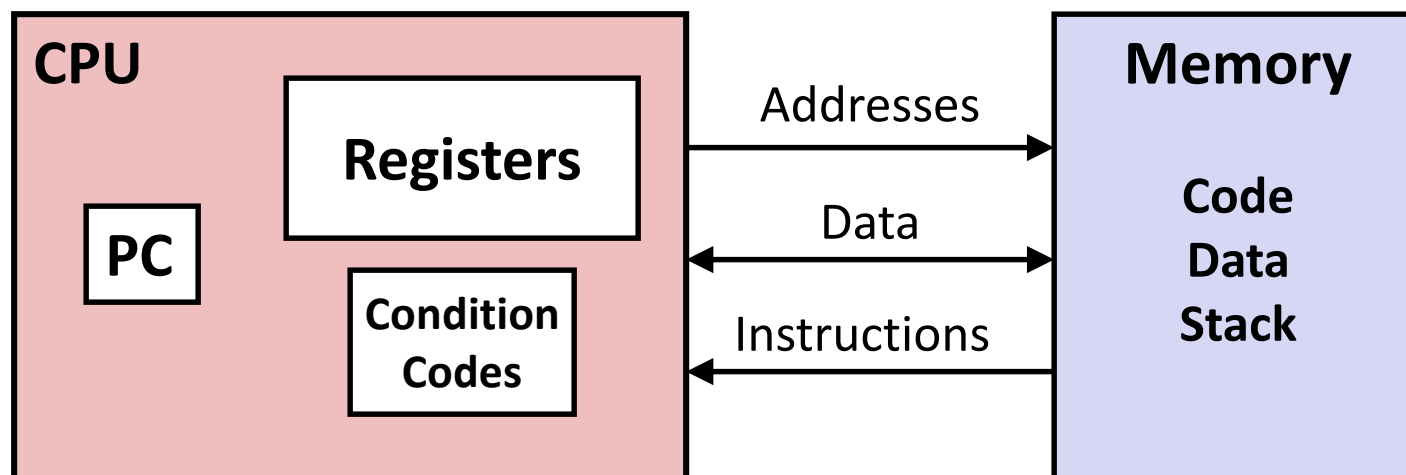 CPU
Registers
PC
Condition
Codes
Addresses
Data
Instructions
Memory
Code
Data
Stack